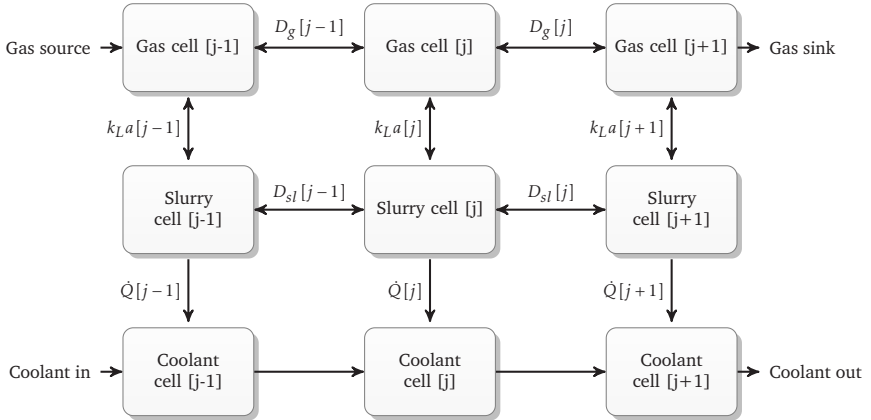 D_g[j−1]
D_g[j]
Gas source
Gas cell [j-1]
Gas cell [j]
Gas cell [j+1]
Gas sink
k_L a[j−1]
k_L a[j]
k_L a[j+1]
D_sl[j−1]
D_sl[j]
Slurry
cell [j-1]
Slurry cell [j]
Slurry
cell [j+1]
Q̇[j−1]
Q̇[j]
Q̇[j+1]
Coolant in
Coolant
cell [j-1]
Coolant
cell [j]
Coolant
cell [j+1]
Coolant out